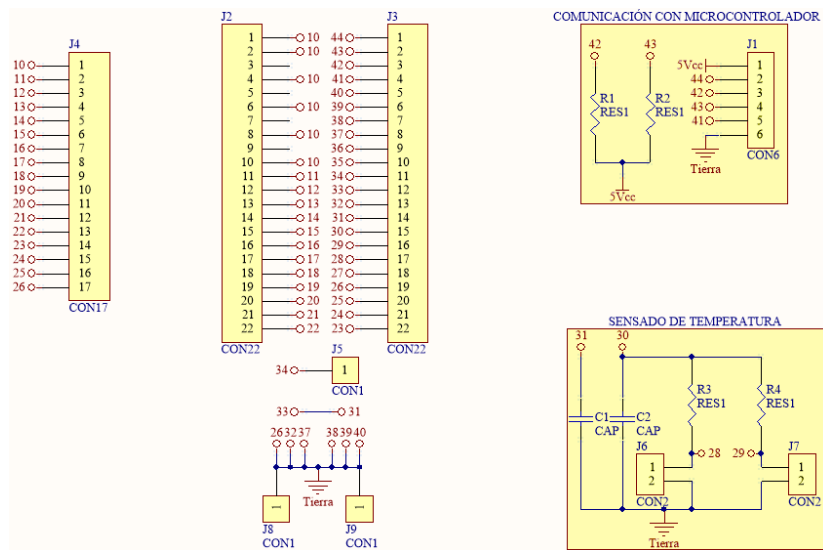 J4
10 1
11 2
12 3
13 4
14 5
15 6
16 7
17 8
18 9
19 10
20 11
21 12
22 13
23 14
24 15
25 16
26 17
CON17
J2
1 10
2 10
3
4 10
5
6 10
7
8 10
9
10 10
11 11
12 12
13 13
14 14
15 15
16 16
17 17
18 18
19 19
20 20
21 21
22 22
CON22
J3
44 1
43 2
42 3
41 4
40 5
39 6
38 7
37 8
36 9
35 10
34 11
33 12
32 13
31 14
30 15
29 16
28 17
27 18
26 19
25 20
24 21
23 22
CON22
J5
34 1
CON1
33 31
26 32 37 38 39 40
Tierra
1 1
J8 J9
CON1 CON1
COMUNICACIÓN CON MICROCONTROLADOR
42 43
R1 R2
RES1 RES1
5Vcc
J1
5Vcc 1
44 2
42 3
43 4
41 5
6
Tierra
CON6
SENSADO DE TEMPERATURA
31 30
R3 R4
RES1 RES1
C1 C2
CAP CAP
J6 28 29 J7
1 1
2 2
CON2 CON2
Tierra